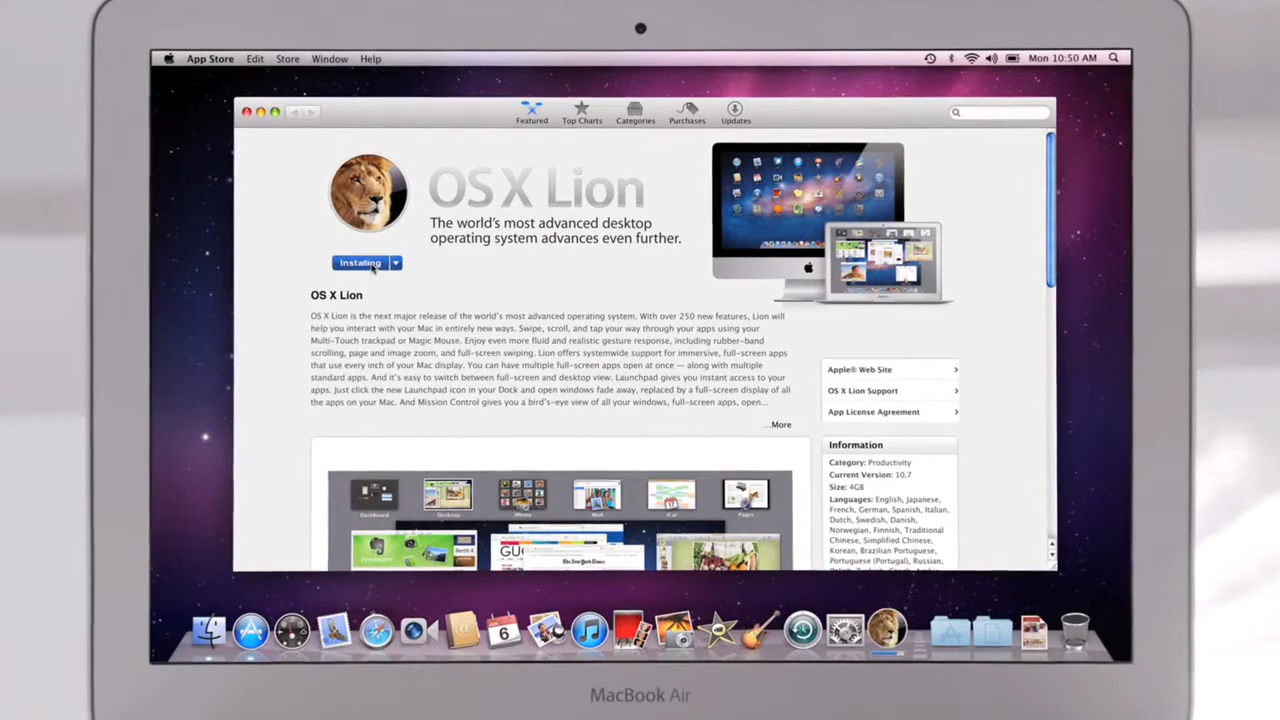 App Store Edit Store Window Help Mon 10:50 AM
Featured Top Charts Categories Purchases Updates
OS X Lion
The world's most advanced desktop
operating system advances even further.
Installing
OS X Lion
OS X Lion is the next major release of the world's most advanced operating system. With over 250 new features, Lion will
help you interact with your Mac in entirely new ways. Swipe, scroll, and tap your way through your apps using your
Multi-Touch trackpad or Magic Mouse. Enjoy even more fluid and realistic gesture response, including rubber-band
scrolling, page and image zoom, and full-screen swiping. Lion offers systemwide support for immersive, full-screen apps
that use every inch of your Mac display. You can have multiple full-screen apps open at once — along with multiple
standard apps. And it's easy to switch between full-screen and desktop view. Launchpad gives you instant access to your
apps. Just click the new Launchpad icon in your Dock and open windows fade away, replaced by a full-screen display of all
the apps on your Mac. And Mission Control gives you a bird's-eye view of all your windows, full-screen apps, open...
...More
Apple® Web Site
OS X Lion Support
App License Agreement
Information
Category: Productivity
Current Version: 10.7
Size: 4GB
Languages: English, Japanese,
French, German, Spanish, Italian,
Dutch, Swedish, Danish,
Norwegian, Finnish, Traditional
Chinese, Simplified Chinese,
Korean, Brazilian Portuguese,
Portuguese (Portugal), Russian,
Dashboard Desktop iPhoto Mail iCal Pages
The New York Times
6
MacBook Air